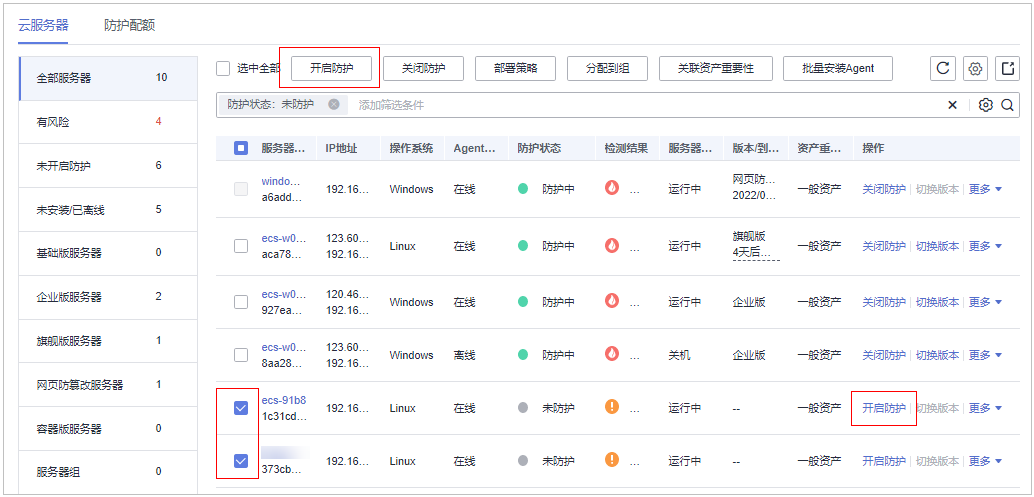 云服务器 防护配额
全部服务器 10
有风险 4
未开启防护 6
未安装/已离线 5
基础版服务器 0
企业版服务器 2
旗舰版服务器 1
网页防篡改服务器 1
容器版服务器 0
服务器组 0
选中全部 开启防护 关闭防护 部署策略 分配到组 关联资产重要性 批量安装Agent
防护状态: 未防护 添加筛选条件
服务器... IP地址 操作系统 Agent... 防护状态 检测结果 服务器... 版本/到... 资产重... 操作
windo... 192.16... Windows 在线 防护中 ... 运行中 网页防... 一般资产 关闭防护 切换版本 更多
a6add... 2022/0...
ecs-w0... 123.60... Linux 在线 防护中 ... 运行中 旗舰版 一般资产 关闭防护 切换版本 更多
aca78... 192.16... 4天后...
ecs-w0... 120.46... Windows 在线 防护中 ... 运行中 企业版 一般资产 关闭防护 切换版本 更多
927ea... 192.16...
ecs-w0... 123.60... Windows 离线 防护中 ... 关机 企业版 一般资产 关闭防护 切换版本 更多
8aa28... 192.16...
ecs-91b8 192.16... Linux 在线 未防护 ... 运行中 -- 一般资产 开启防护 切换版本 更多
1c31cd...
192.16... Linux 在线 未防护 ... 运行中 -- 一般资产 开启防护 切换版本 更多
373cb...